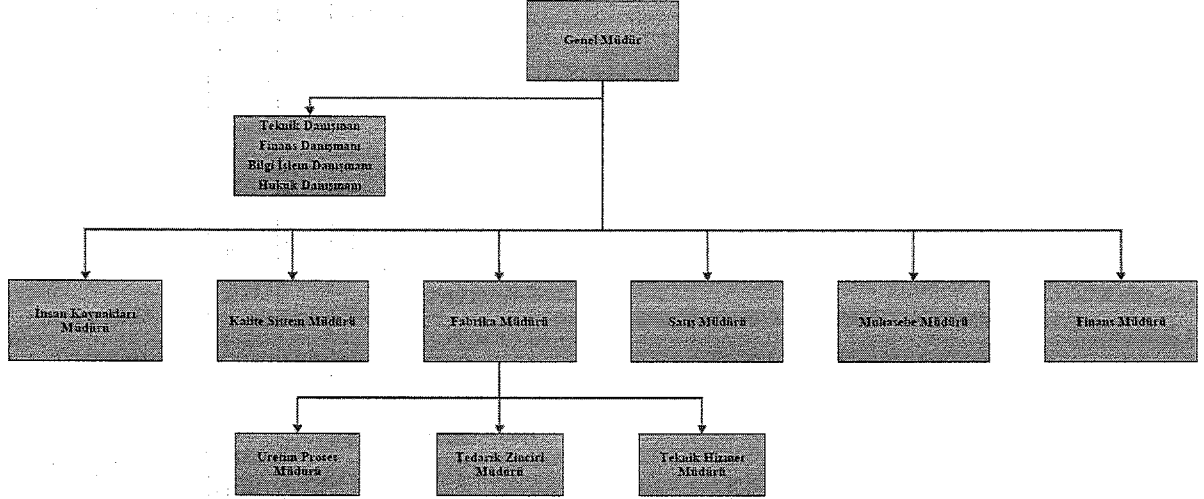 Genel Müdür
Teknik Danışman
Finans Danışmanı
Bilgi İşlem Danışmanı
Hukuk Danışmanı
İnsan Kaynakları
Müdürü
Kalite Sistem Müdürü
Fabrika Müdürü
Satış Müdürü
Muhasebe Müdürü
Finans Müdürü
Üretim Proses
Müdürü
Tedarik Zinciri
Müdürü
Teknik Hizmet
Müdürü